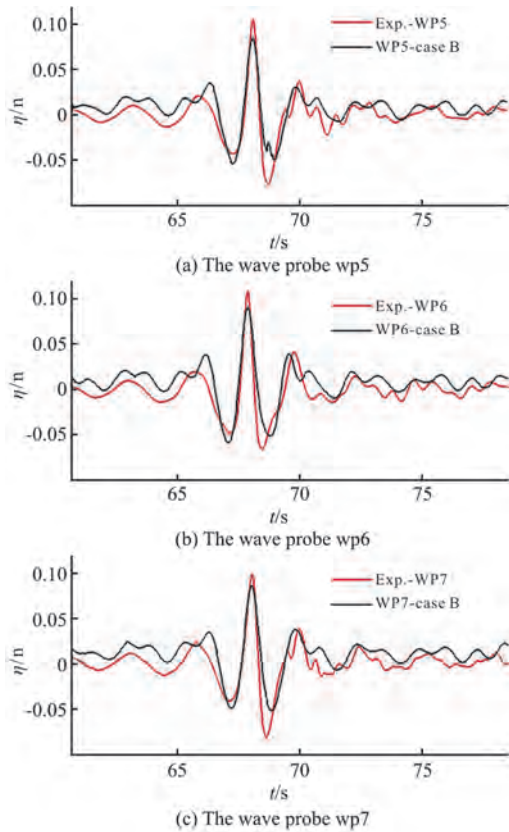 0.10
Exp.-WP5
WP5-case B
0.05
η/n
0
-0.05
65 70 75
t/s
(a) The wave probe wp5
0.10
Exp.-WP6
WP6-case B
0.05
η/n
0
-0.05
65 70 75
t/s
(b) The wave probe wp6
0.10
Exp.-WP7
WP7-case B
0.05
η/n
0
-0.05
65 70 75
t/s
(c) The wave probe wp7